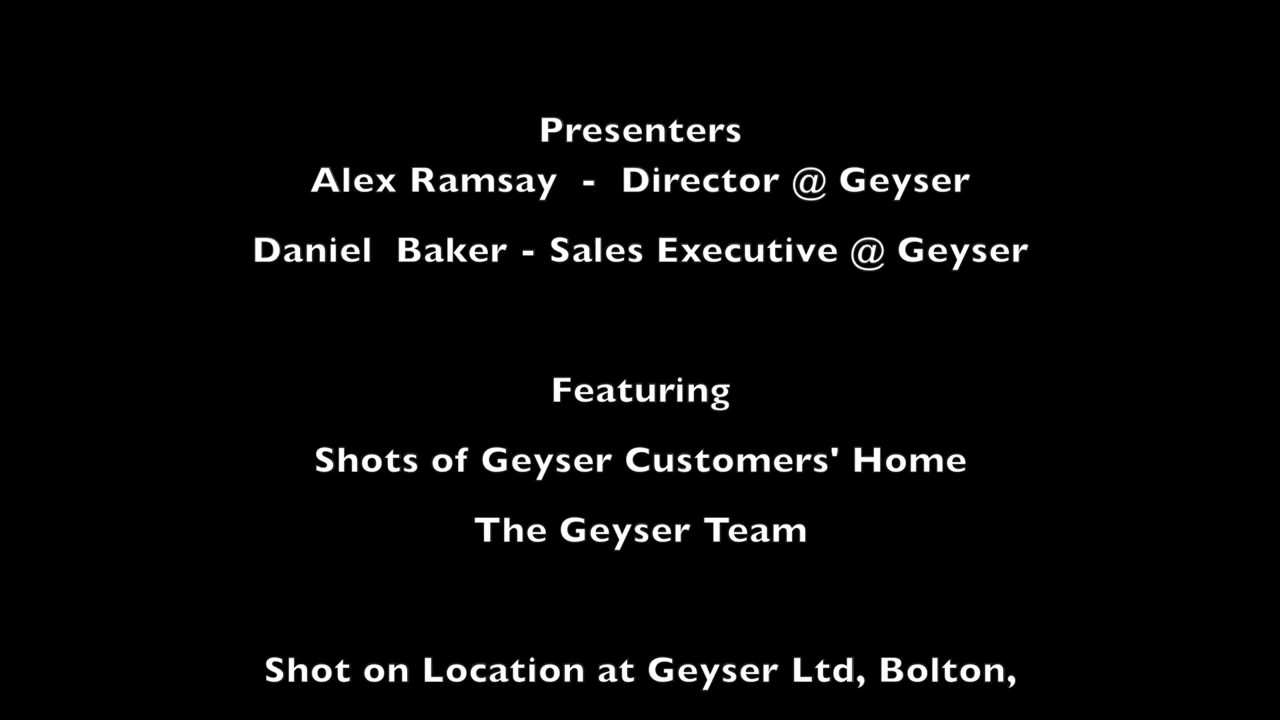 Presenters
Alex Ramsay  -  Director @ Geyser
Daniel  Baker - Sales Executive @ Geyser
Featuring
Shots of Geyser Customers' Home
The Geyser Team
Shot on Location at Geyser Ltd, Bolton,